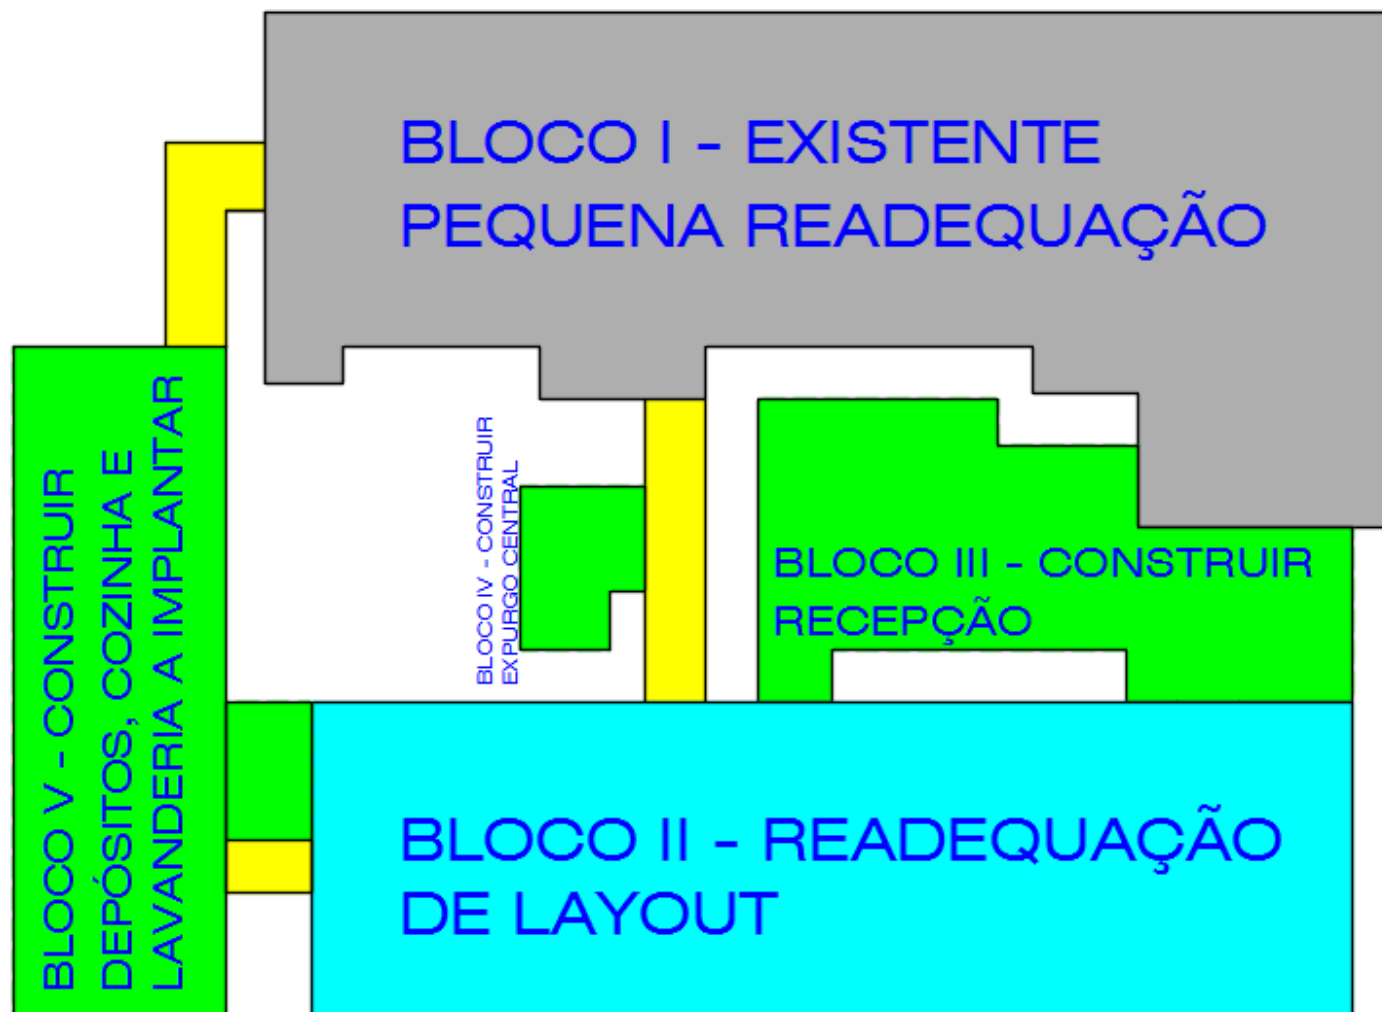 BLOCO I - EXISTENTE
PEQUENA READEQUAÇÃO
BLOCO V - CONSTRUIR
DEPÓSITOS, COZINHA E
LAVANDERIA A IMPLANTAR
BLOCO IV - CONSTRUIR
EXPURGO CENTRAL
BLOCO III - CONSTRUIR
RECEPÇÃO
BLOCO II - READEQUAÇÃO
DE LAYOUT